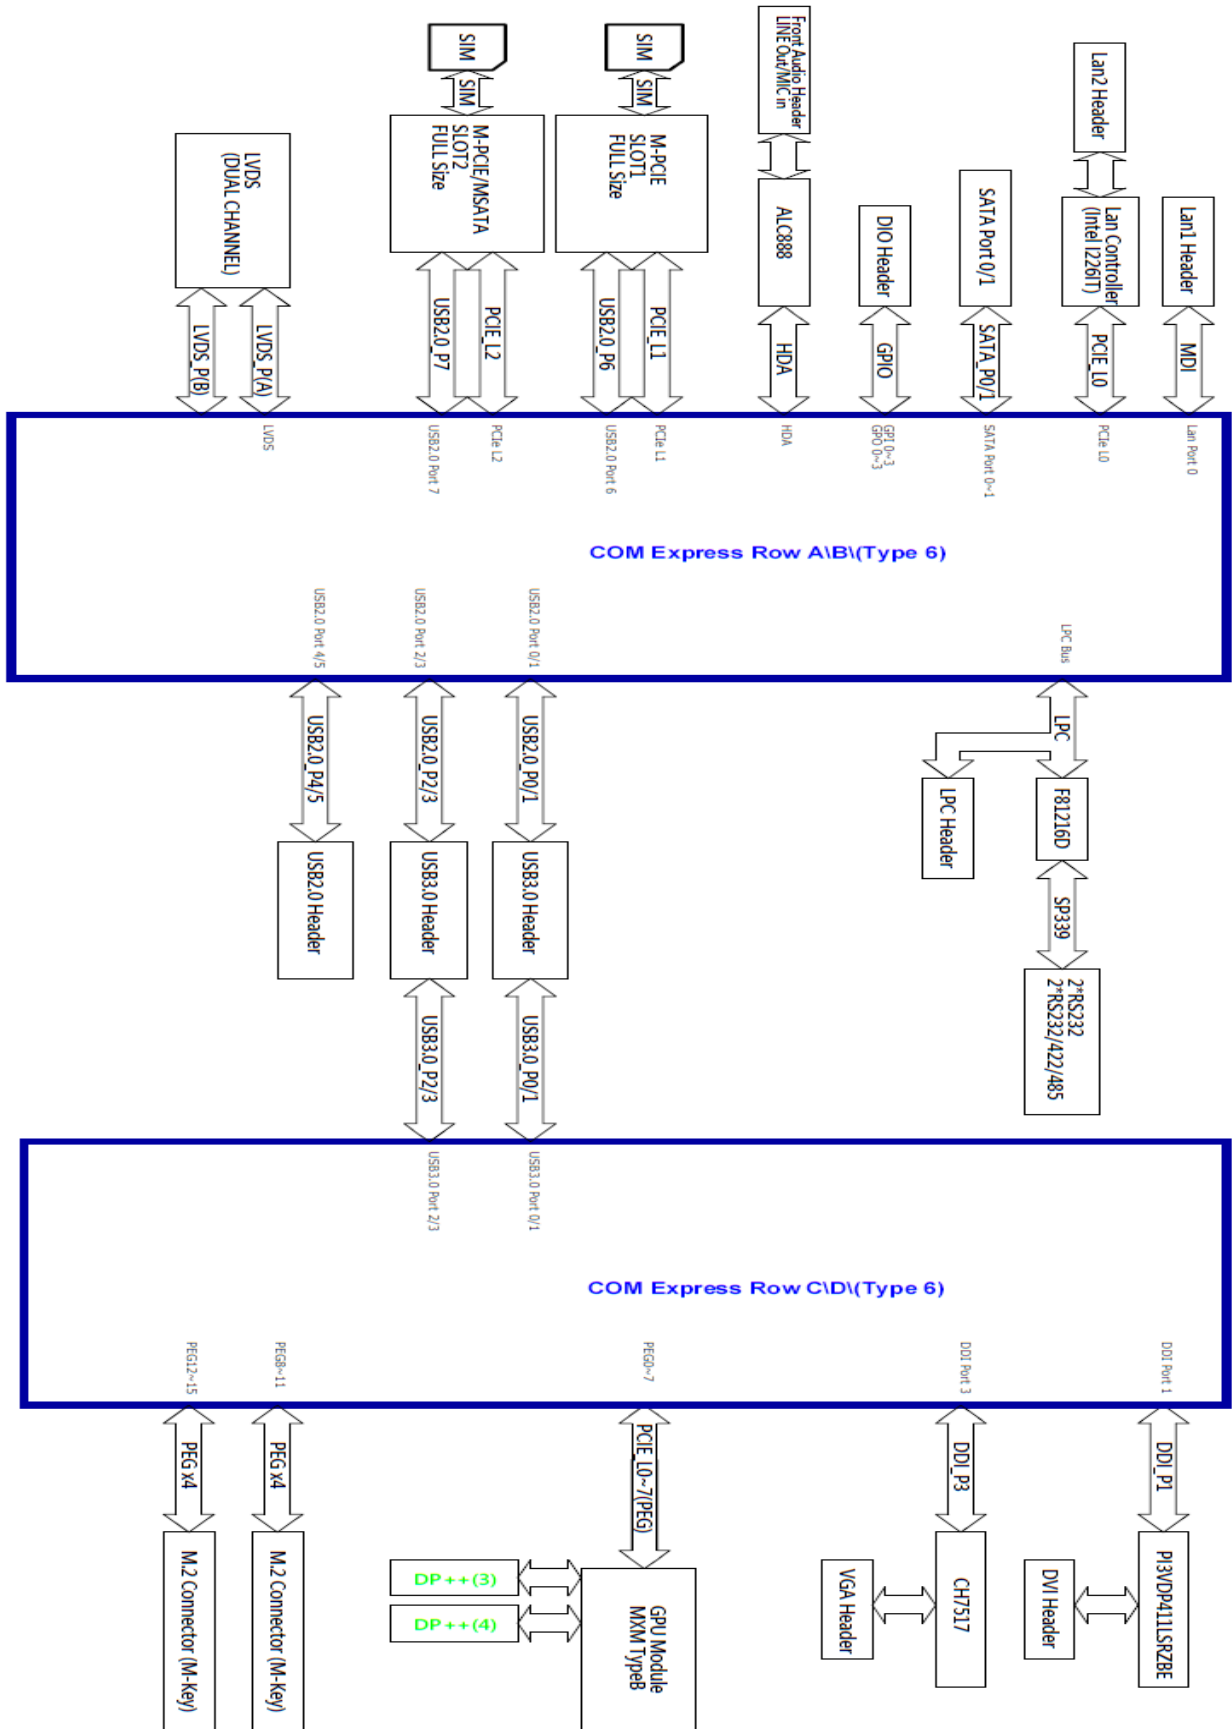 SIM
SIM
SIM
SIM
Front Audio Header
LINE Out/MIC in
Lan2 Header
LVDS
(DUAL CHANNEL)
M-PCIE/MSATA
SLOT2
FULL Size
M-PCIE
SLOT1
FULL Size
ALC888
DIO Header
SATA Port 0/1
Lan Controller
(Intel I226IT)
Lan1 Header
LVDS_P(B)
LVDS_P(A)
USB2.0_P7
PCIE_L2
USB2.0_P6
PCIE_L1
HDA
GPIO
SATA_P0/1
PCIE_L0
MDI
LVDS
USB2.0 Port 7
PCIe L2
USB2.0 Port 6
PCIe L1
HDA
GPI 0~3
GPO 0~3
SATA Port 0~1
PCIe L0
Lan Port 0
COM Express Row A\B\(Type 6)
USB2.0 Port 4/5
USB2.0 Port 2/3
USB2.0 Port 0/1
LPC Bus
USB2.0_P4/5
USB2.0_P2/3
USB2.0_P0/1
LPC
LPC Header
F81216D
USB2.0 Header
USB3.0 Header
USB3.0 Header
SP339
2*RS232
2*RS232/422/485
USB3.0_P2/3
USB3.0_P0/1
USB3.0 Port 2/3
USB3.0 Port 0/1
COM Express Row C\D\(Type 6)
PEG12~15
PEG8~11
PEG0~7
DDI Port 3
DDI Port 1
PEG x4
PEG x4
PCIE_L0~7(PEG)
DDI_P3
DDI_P1
M.2 Connector (M-Key)
M.2 Connector (M-Key)
DP++(3)
DP++(4)
GPU Module
MXM TypeB
VGA Header
CH7517
DVI Header
PI3VDP411LSRZBE